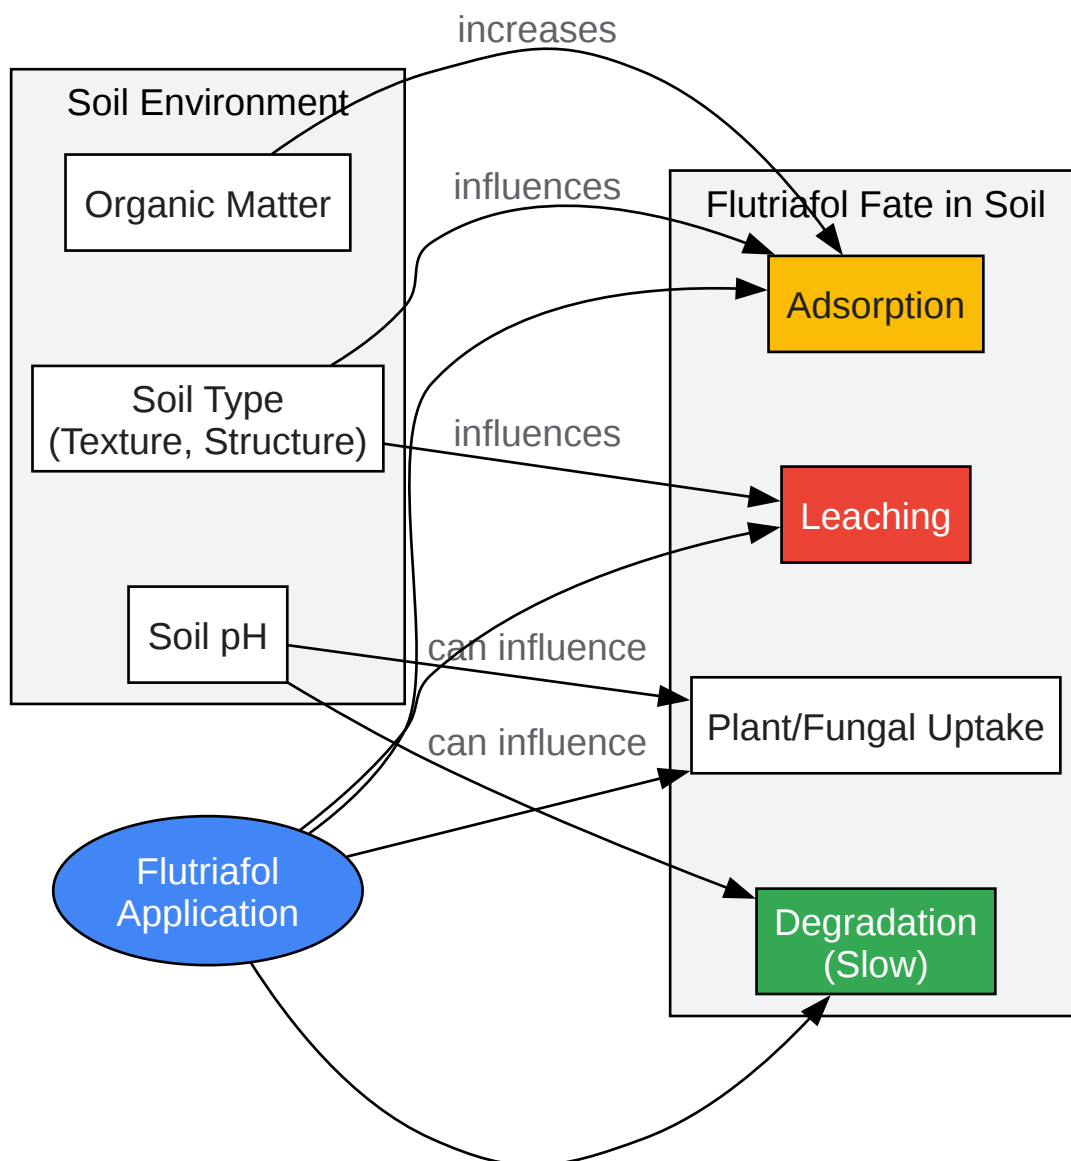 increases
Soil Environment
Organic Matter
influences
Flutriafol Fate in Soil
Adsorption
Soil Type
(Texture, Structure)
influences
Leaching
Soil pH
can influence
Plant/Fungal Uptake
can influence
Flutriafol
Application
Degradation
(Slow)